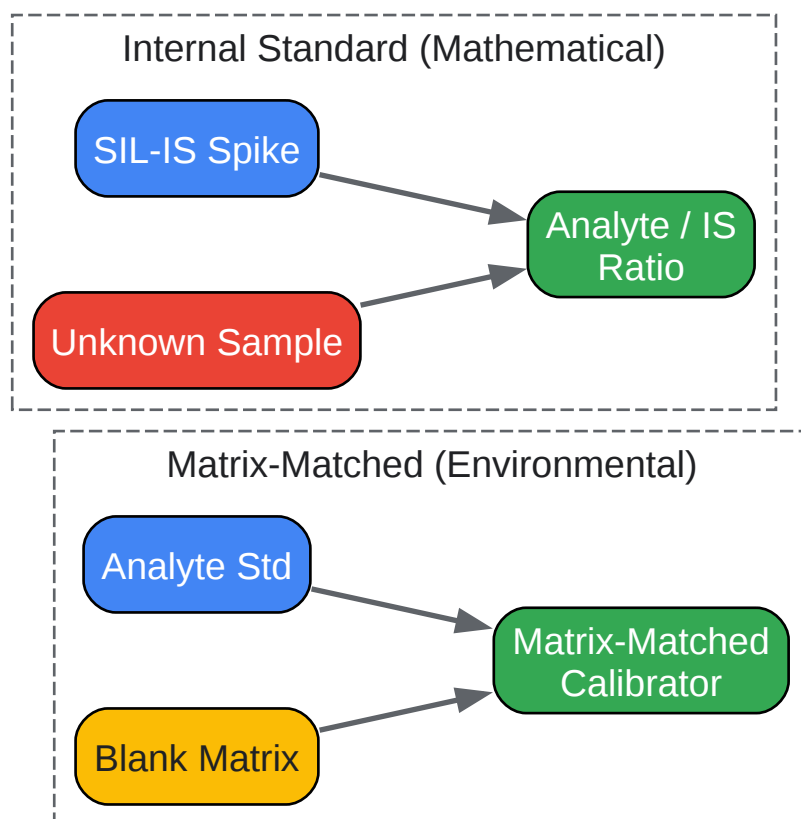 Internal Standard (Mathematical)
SIL-IS Spike
Analyte / IS
Ratio
Unknown Sample
Matrix-Matched (Environmental)
Analyte Std
Matrix-Matched
Calibrator
Blank Matrix